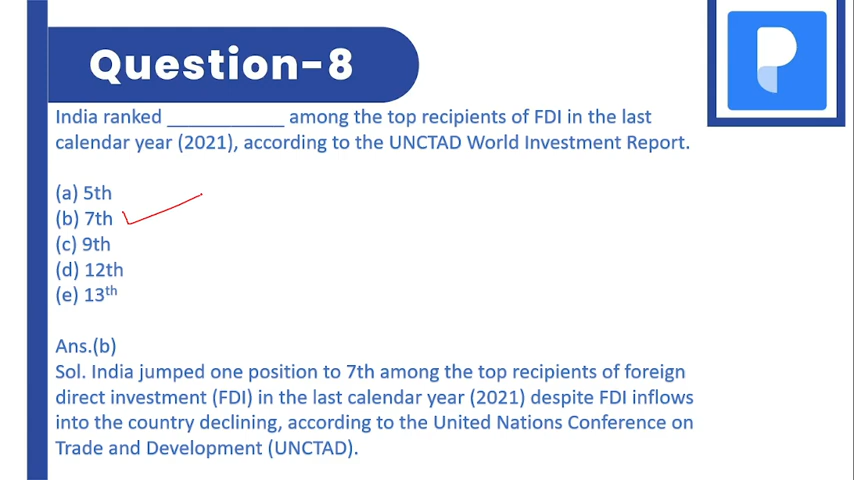 Question-8
India ranked ____________ among the top recipients of FDI in the last
calendar year (2021), according to the UNCTAD World Investment Report.
(a) 5th
(b) 7th
(c) 9th
(d) 12th
(e) 13th
Ans.(b)
Sol. India jumped one position to 7th among the top recipients of foreign
direct investment (FDI) in the last calendar year (2021) despite FDI inflows
into the country declining, according to the United Nations Conference on
Trade and Development (UNCTAD).